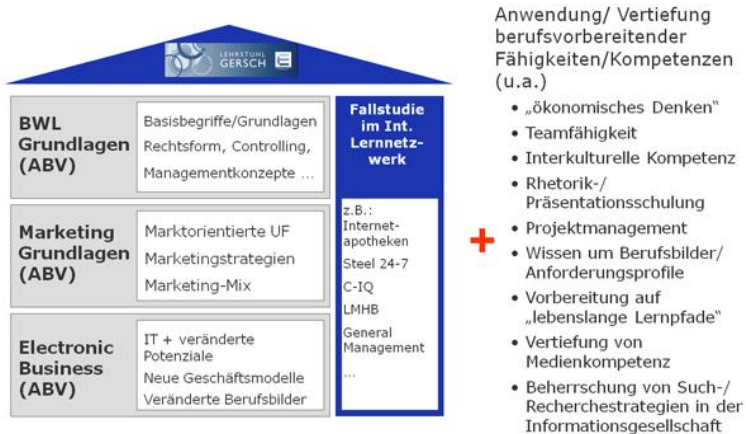 LEHRSTUHL
GERSCH
BWL
Grundlagen
(ABV)
Basisbegriffe/Grundlagen
Rechtsform, Controlling,
Managementkonzepte ...
Marketing
Grundlagen
(ABV)
Marktorientierte UF
Marketingstrategien
Marketing-Mix
Electronic
Business
(ABV)
IT + veränderte
Potenziale
Neue Geschäftsmodelle
Veränderte Berufsbilder
Fallstudie
im Int.
Lernnetz-
werk
z.B.:
Internet-
apotheken
Steel 24-7
C-IQ
LMHB
General
Management
...
+
Anwendung/ Vertiefung
berufsvorbereitender
Fähigkeiten/Kompetenzen
(u.a.)
• „ökonomisches Denken“
• Teamfähigkeit
• Interkulturelle Kompetenz
• Rhetorik-/
Präsentationsschulung
• Projektmanagement
• Wissen um Berufsbilder/
Anforderungsprofile
• Vorbereitung auf
„lebenslange Lernpfade“
• Vertiefung von
Medienkompetenz
• Beherrschung von Such-/
Recherchestrategien in der
Informationsgesellschaft